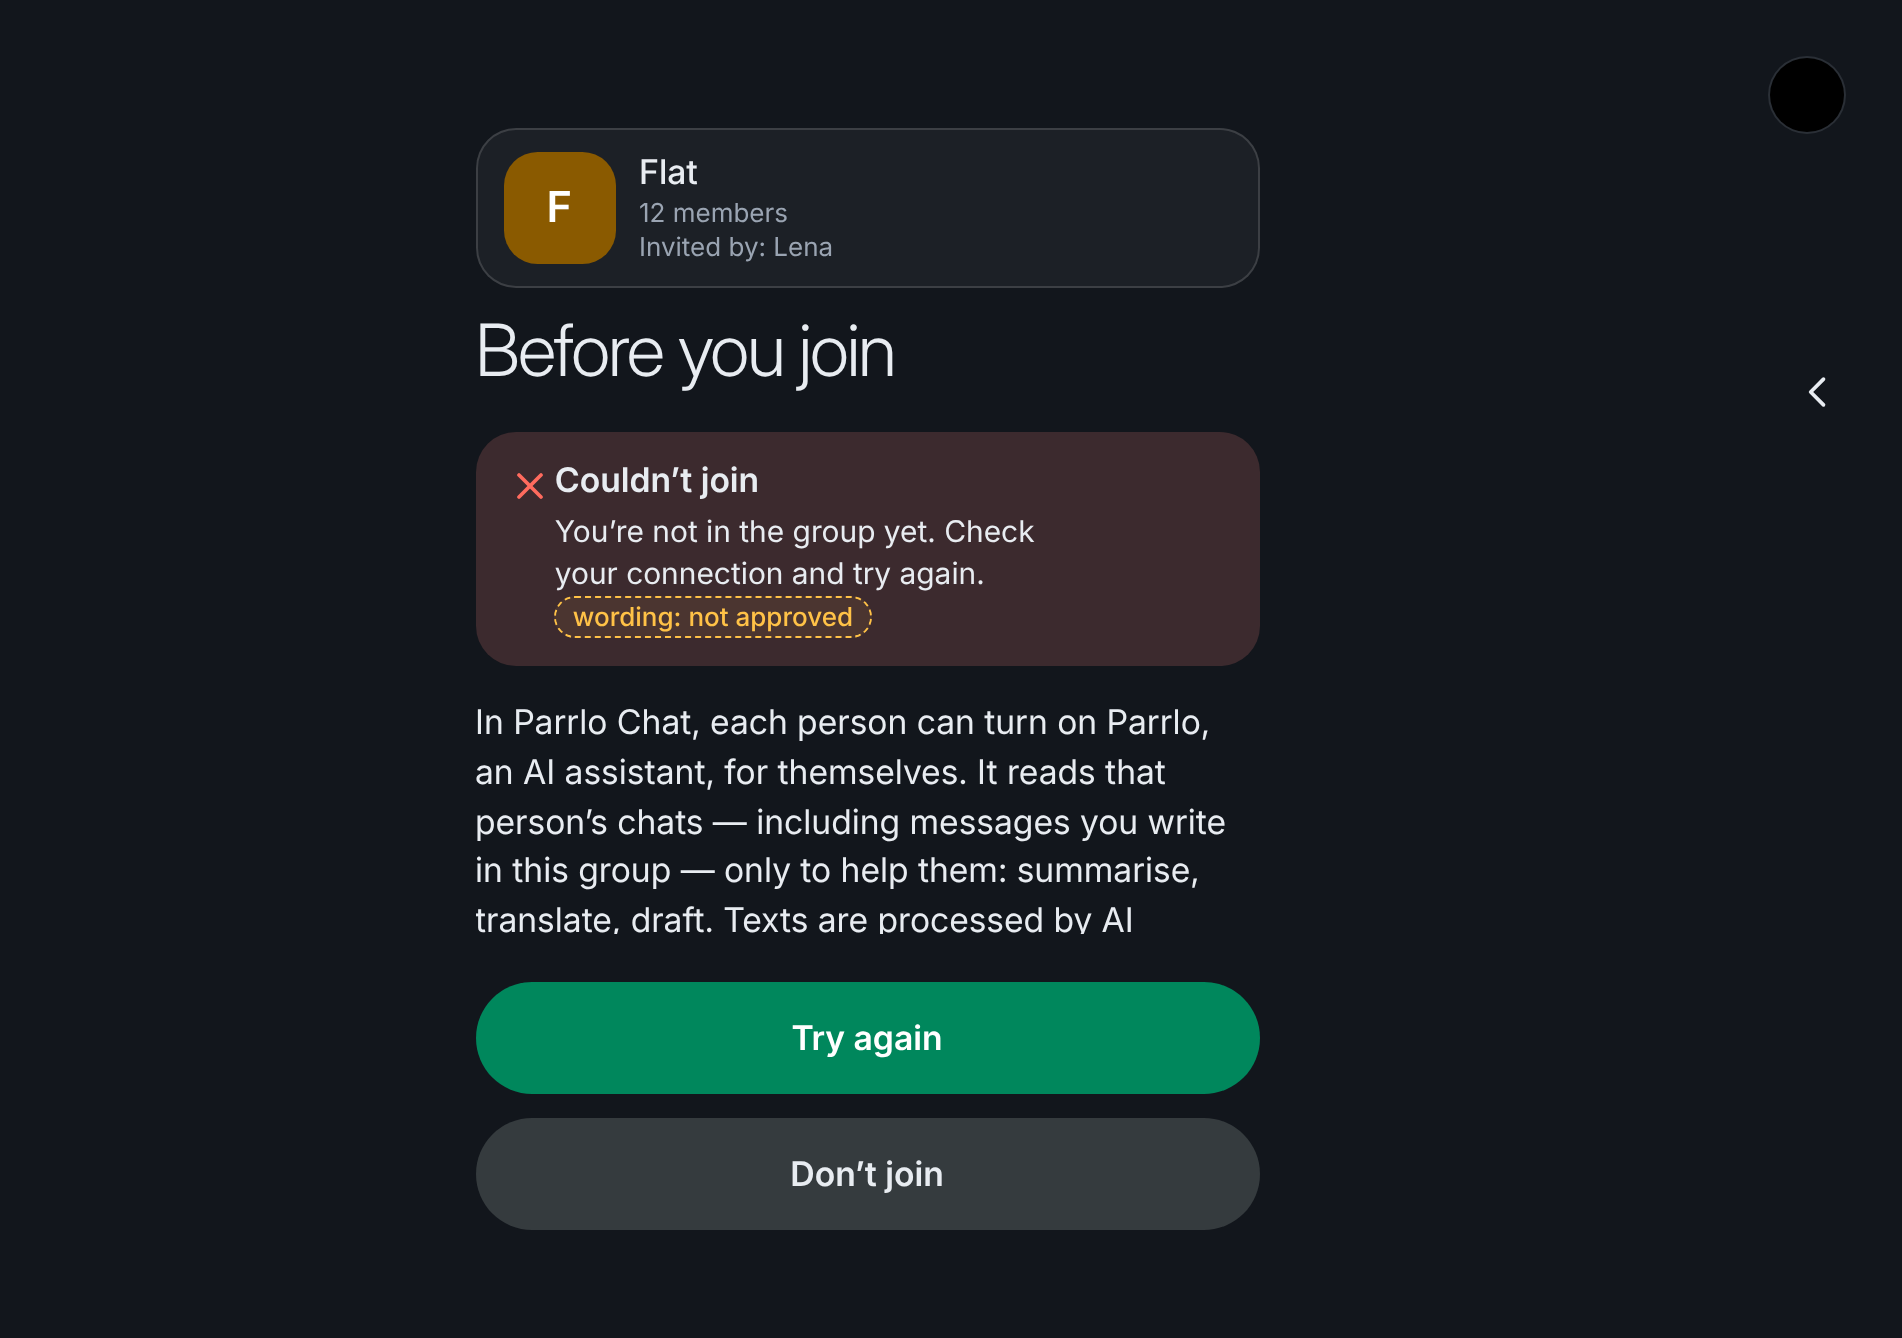 F
Flat
12 members
Invited by: Lena
Before you join
Couldn’t join
You’re not in the group yet. Check
your connection and try again.
wording: not approved
In Parrlo Chat, each person can turn on Parrlo,
an AI assistant, for themselves. It reads that
person’s chats — including messages you write
in this group — only to help them: summarise,
translate, draft. Texts are processed by AI
Try again
Don’t join